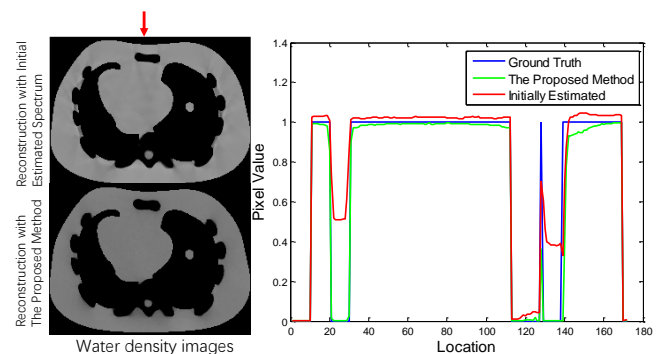 Reconstruction with Initial
Estimated Spectrum
Reconstruction with
The Proposed Method
Water density images
Pixel Value
1.4
1.2
1
0.8
0.6
0.4
0.2
0
0 20 40 60 80 100 120 140 160 180
Location
Ground Truth
The Proposed Method
Initially Estimated